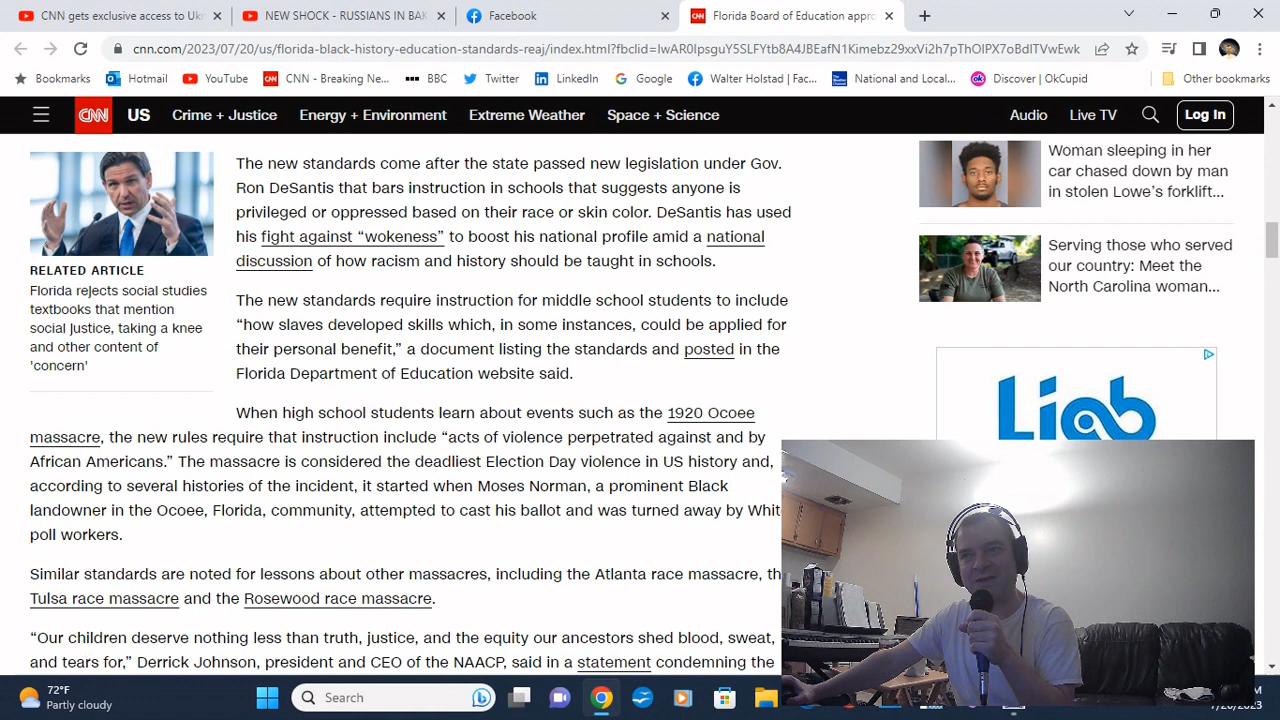 CNN gets exclusive access to Uk
NEW SHOCK - RUSSIANS IN BAK
Facebook
Florida Board of Education appro
cnn.com/2023/07/20/us/florida-black-history-education-standards-reaj/index.html?fbclid=IwAR0IpsguY5SLFYtb8A4JBEafN1Kimebz29xxVi2h7pThOlPX7oBdlTVwEwk
Bookmarks
Hotmail
YouTube
CNN - Breaking Ne...
BBC
Twitter
LinkedIn
Google
Walter Holstad | Fac...
National and Local...
Discover | OkCupid
Other bookmarks
CNN US Crime + Justice Energy + Environment Extreme Weather Space + Science Audio Live TV Log In
RELATED ARTICLE
Florida rejects social studies
textbooks that mention
social justice, taking a knee
and other content of
'concern'
The new standards come after the state passed new legislation under Gov.
Ron DeSantis that bars instruction in schools that suggests anyone is
privileged or oppressed based on their race or skin color. DeSantis has used
his fight against “wokeness” to boost his national profile amid a national
discussion of how racism and history should be taught in schools.
The new standards require instruction for middle school students to include
“how slaves developed skills which, in some instances, could be applied for
their personal benefit,” a document listing the standards and posted in the
Florida Department of Education website said.
When high school students learn about events such as the 1920 Ocoee
massacre, the new rules require that instruction include “acts of violence perpetrated against and by
African Americans.” The massacre is considered the deadliest Election Day violence in US history and,
according to several histories of the incident, it started when Moses Norman, a prominent Black
landowner in the Ocoee, Florida, community, attempted to cast his ballot and was turned away by Whit
poll workers.
Similar standards are noted for lessons about other massacres, including the Atlanta race massacre, th
Tulsa race massacre and the Rosewood race massacre.
“Our children deserve nothing less than truth, justice, and the equity our ancestors shed blood, sweat,
and tears for,” Derrick Johnson, president and CEO of the NAACP, said in a statement condemning the
Woman sleeping in her
car chased down by man
in stolen Lowe's forklift...
Serving those who served
our country: Meet the
North Carolina woman...
Liab
72°F
Partly cloudy
Search
M
7/20/2023